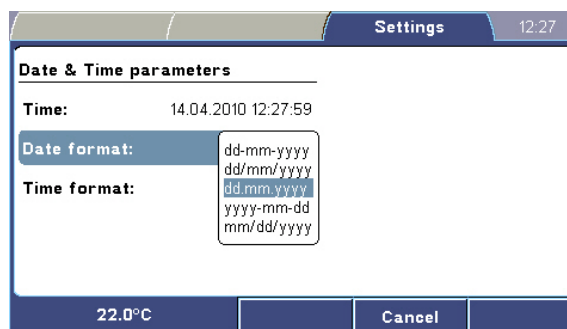 Settings
12:27
Date & Time parameters
Time: 14.04.2010 12:27:59
Date format:
dd-mm-yyyy
dd/mm/yyyy
dd.mm.yyyy
yyyy-mm-dd
mm/dd/yyyy
Time format:
22.0°C
Cancel